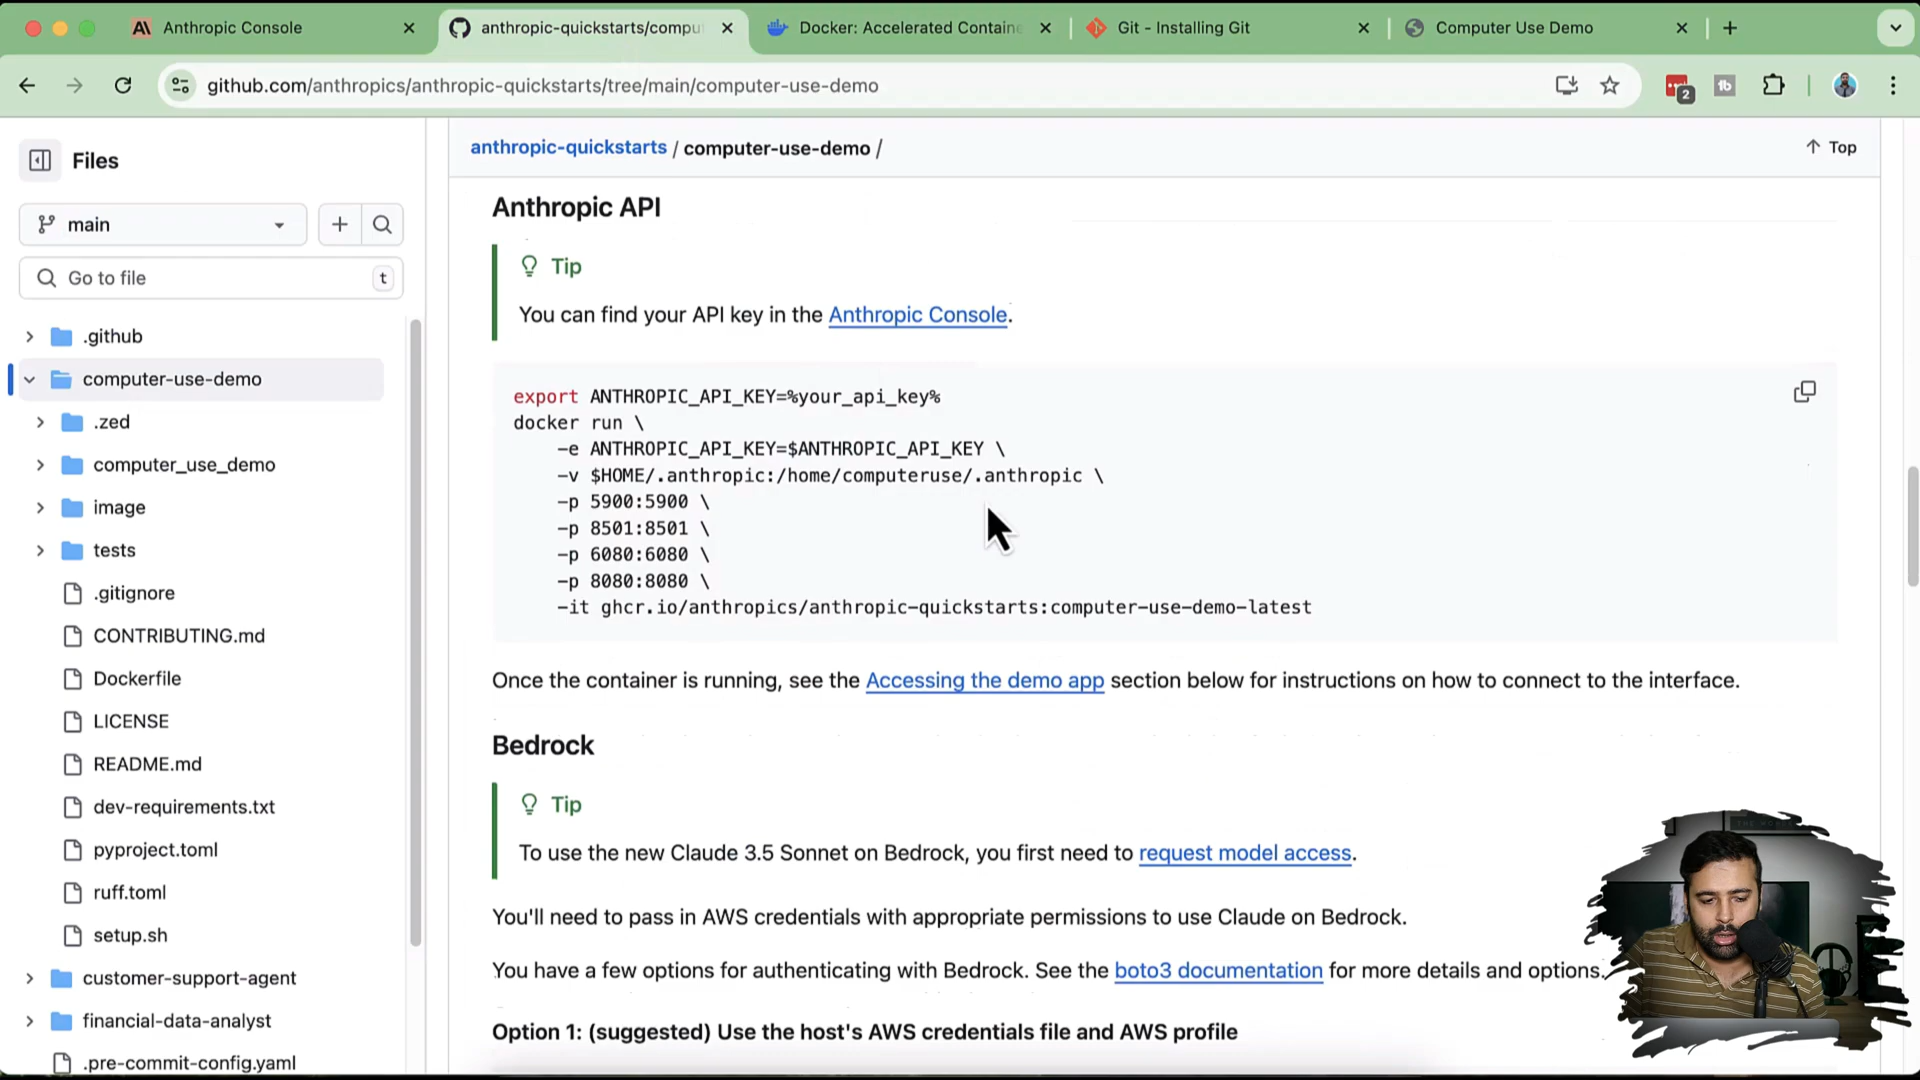 Anthropic Console
anthropic-quickstarts/compu
Docker: Accelerated Containe
Git - Installing Git
Computer Use Demo
github.com/anthropics/anthropic-quickstarts/tree/main/computer-use-demo
2
tb
Files
main
Go to file
t
.github
computer-use-demo
.zed
computer_use_demo
image
tests
.gitignore
CONTRIBUTING.md
Dockerfile
LICENSE
README.md
dev-requirements.txt
pyproject.toml
ruff.toml
setup.sh
customer-support-agent
financial-data-analyst
.pre-commit-config.yaml
anthropic-quickstarts / computer-use-demo /
Top
Anthropic API
Tip
You can find your API key in the Anthropic Console.
export ANTHROPIC_API_KEY=%your_api_key%
docker run \
-e ANTHROPIC_API_KEY=$ANTHROPIC_API_KEY \
-v $HOME/.anthropic:/home/computeruse/.anthropic \
-p 5900:5900 \
-p 8501:8501 \
-p 6080:6080 \
-p 8080:8080 \
-it ghcr.io/anthropics/anthropic-quickstarts:computer-use-demo-latest
Once the container is running, see the Accessing the demo app section below for instructions on how to connect to the interface.
Bedrock
Tip
To use the new Claude 3.5 Sonnet on Bedrock, you first need to request model access.
You'll need to pass in AWS credentials with appropriate permissions to use Claude on Bedrock.
You have a few options for authenticating with Bedrock. See the boto3 documentation for more details and options.
Option 1: (suggested) Use the host's AWS credentials file and AWS profile